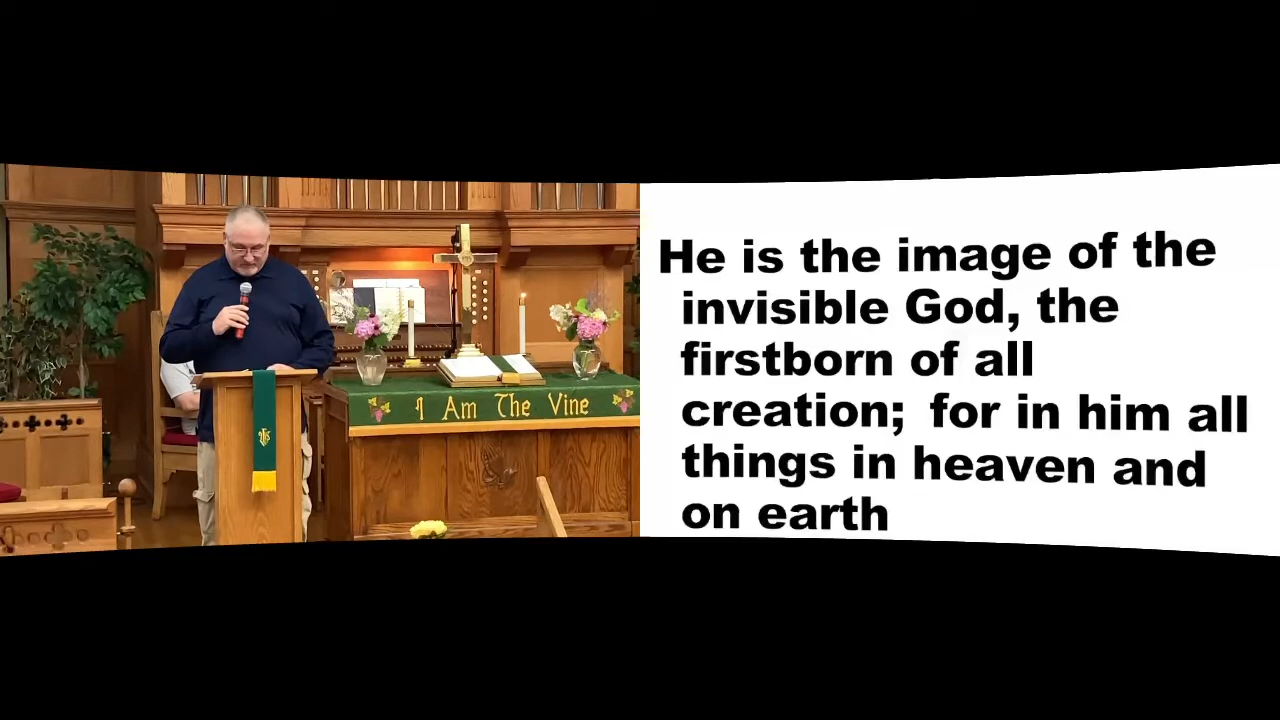 I Am The Vine
He is the image of the
invisible God, the
firstborn of all
creation; for in him all
things in heaven and
on earth